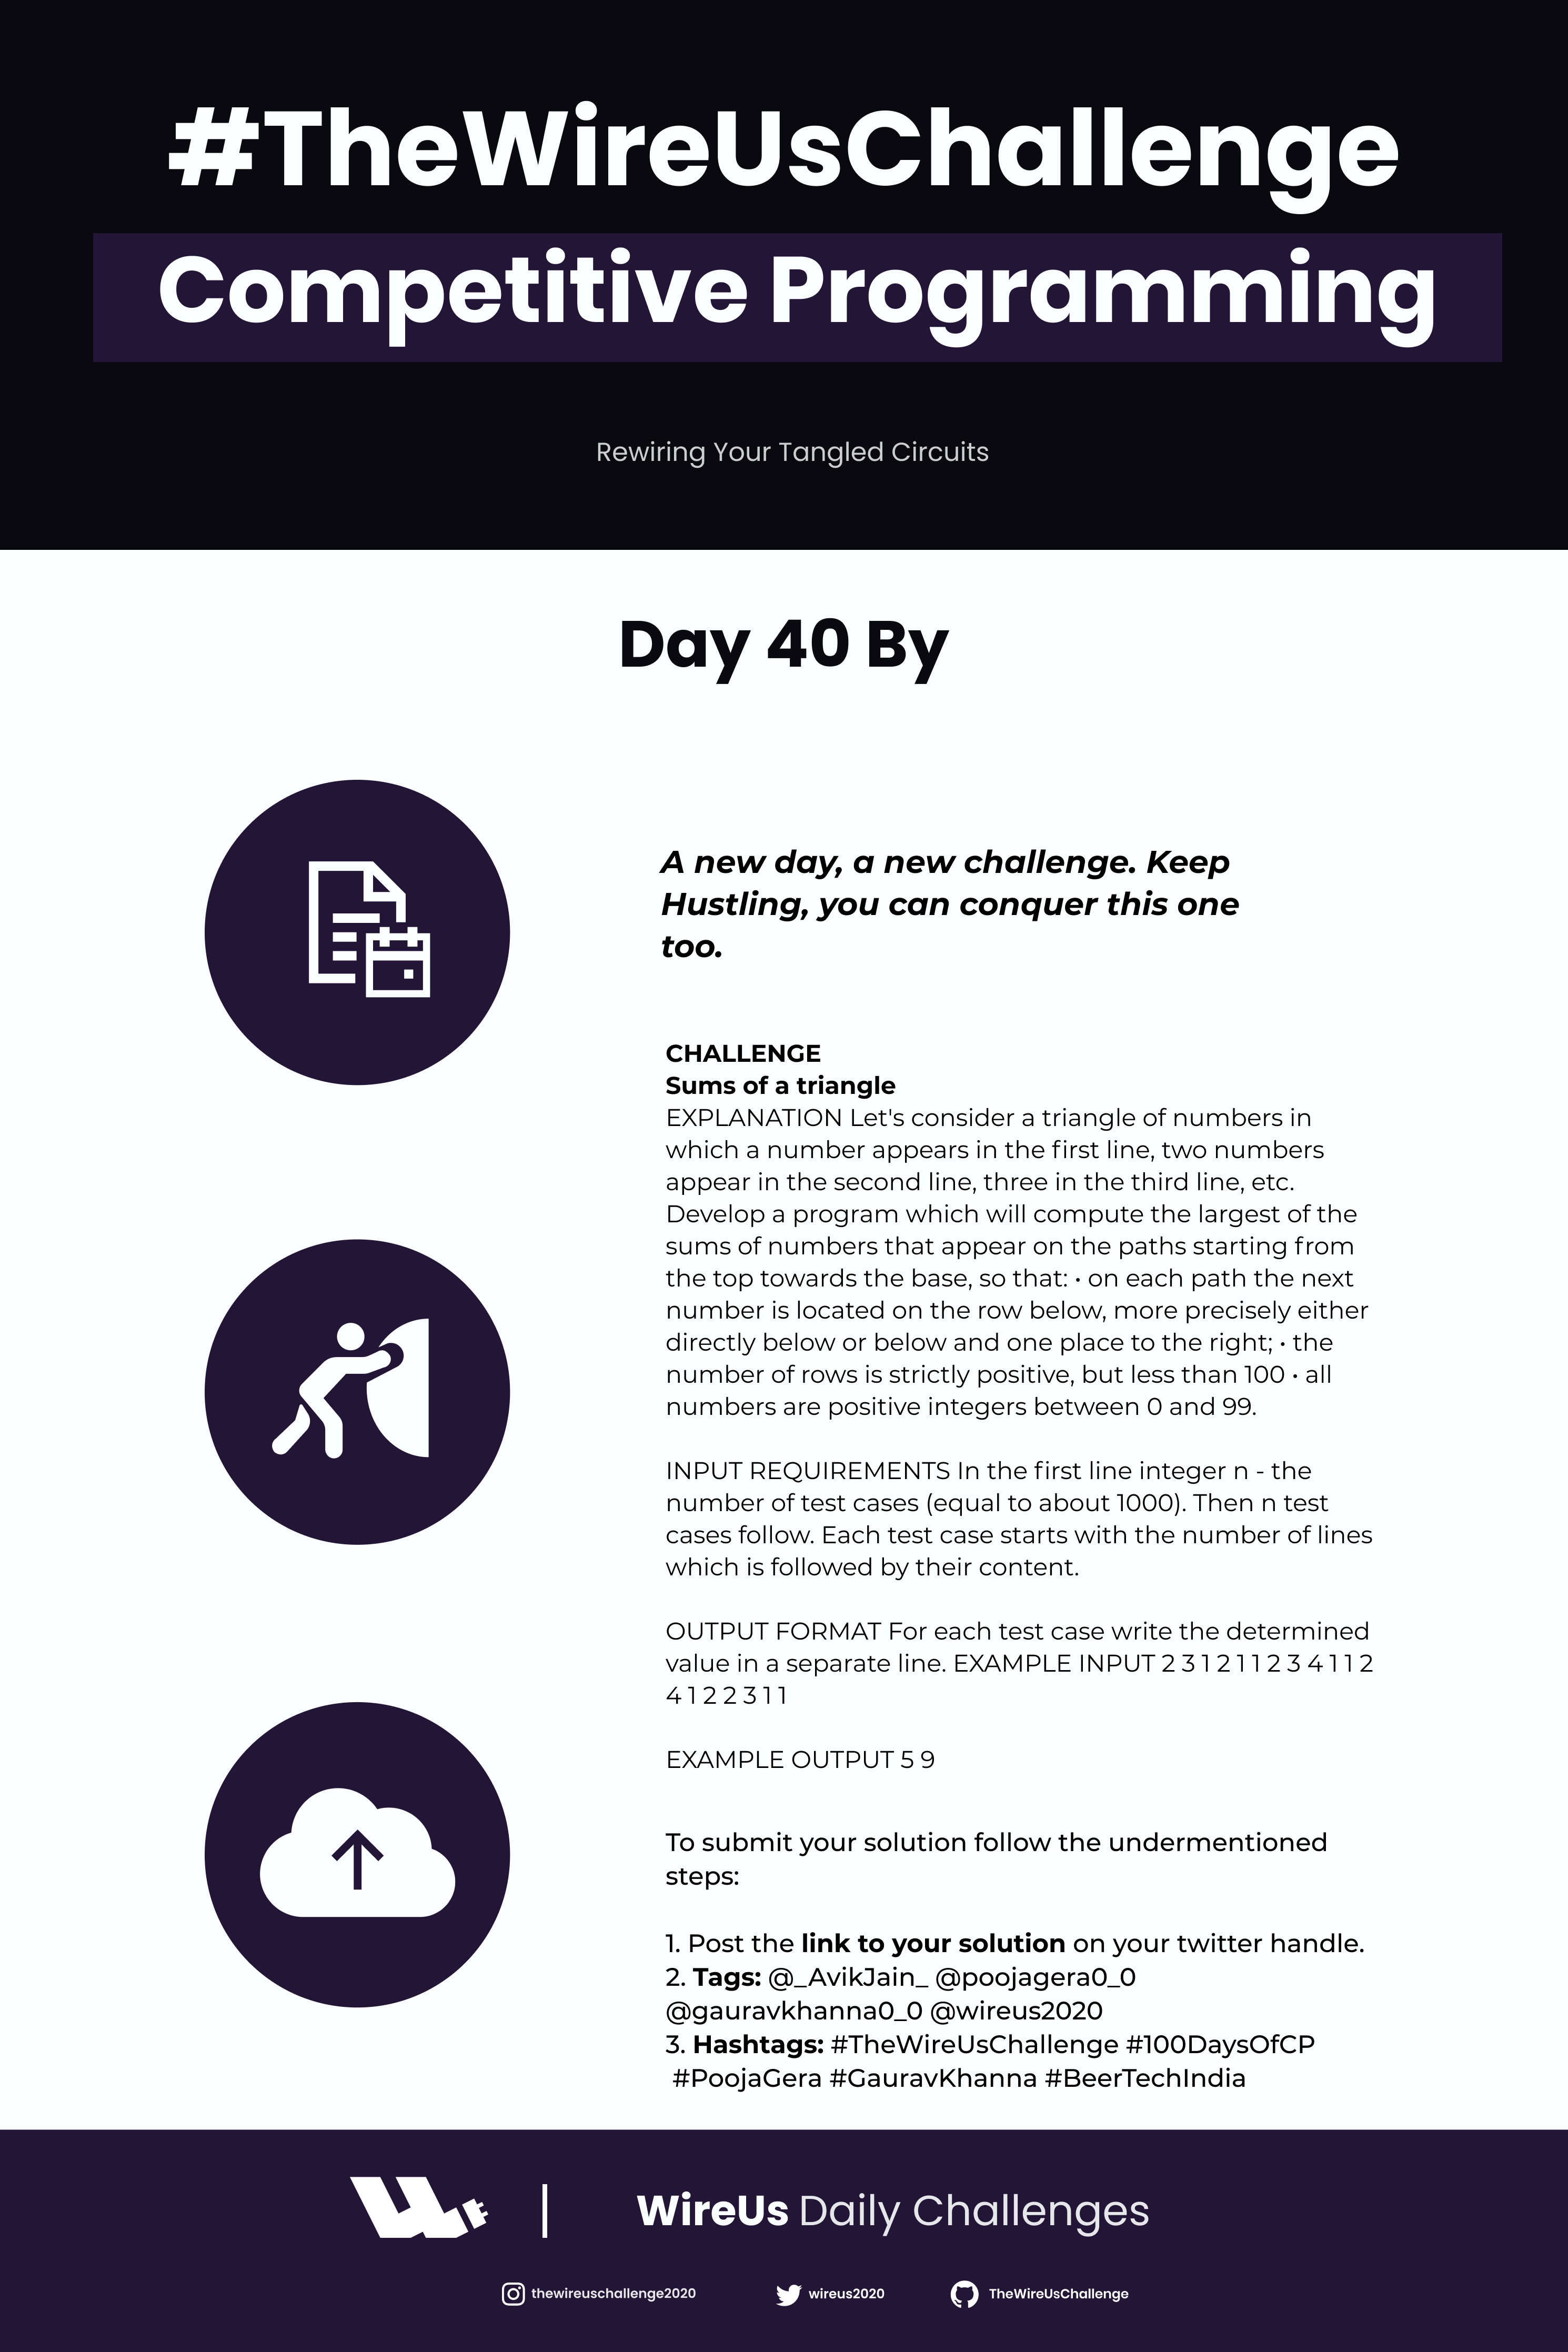 #TheWireUsChallenge
Competitive Programming
Rewiring Your Tangled Circuits
Day 40 By
A new day, a new challenge. Keep
Hustling, you can conquer this one
too.
CHALLENGE
Sums of a triangle
EXPLANATION Let's consider a triangle of numbers in
which a number appears in the first line, two numbers
appear in the second line, three in the third line, etc.
Develop a program which will compute the largest of the
sums of numbers that appear on the paths starting from
the top towards the base, so that: • on each path the next
number is located on the row below, more precisely either
directly below or below and one place to the right; • the
number of rows is strictly positive, but less than 100 • all
numbers are positive integers between 0 and 99.
INPUT REQUIREMENTS In the first line integer n - the
number of test cases (equal to about 1000). Then n test
cases follow. Each test case starts with the number of lines
which is followed by their content.
OUTPUT FORMAT For each test case write the determined
value in a separate line. EXAMPLE INPUT 2 3 1 2 1 1 2 3 4 1 1 2
4 1 2 2 3 1 1
EXAMPLE OUTPUT 5 9
To submit your solution follow the undermentioned
steps:
1. Post the link to your solution on your twitter handle.
2. Tags: @_AvikJain_ @poojagera0_0
@gauravkhanna0_0 @wireus2020
3. Hashtags: #TheWireUsChallenge #100DaysOfCP
#PoojaGera #GauravKhanna #BeerTechIndia
WireUs Daily Challenges
thewireuschallenge2020
wireus2020
TheWireUsChallenge